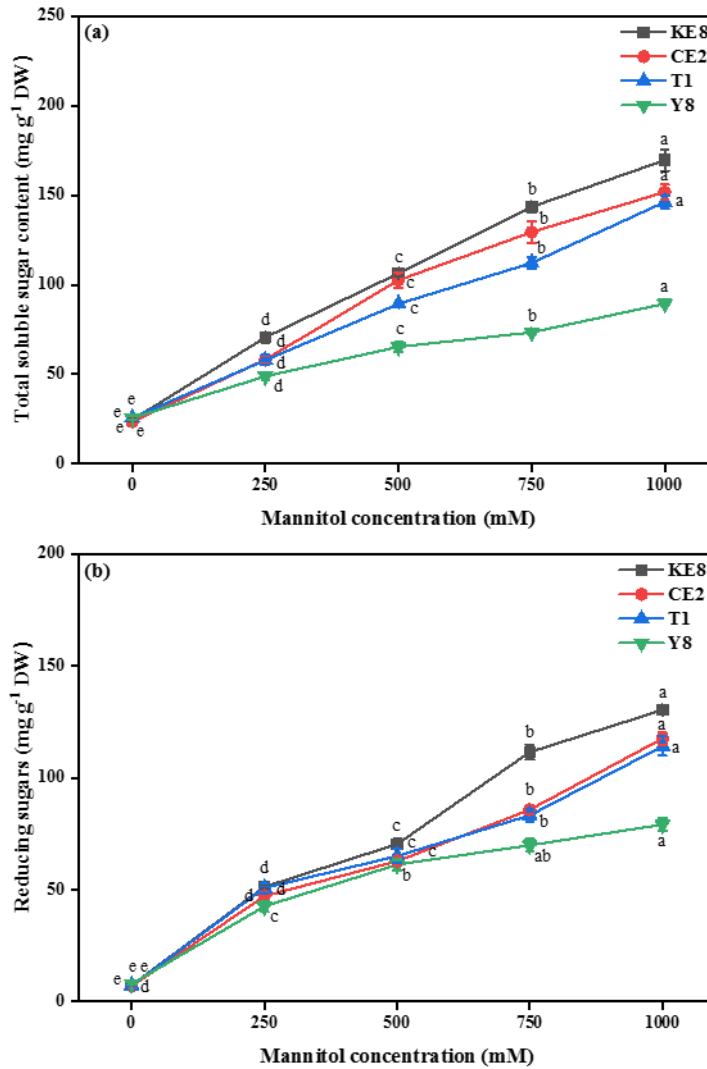 (a)
KE8
CE2
T1
Y8
250
200
150
100
50
0
Total soluble sugar content (mg g⁻¹ DW)
a
a
a
a
b
b
b
b
c
c
c
c
d
d
d
d
e
e
e
e
0 250 500 750 1000
Mannitol concentration (mM)
(b)
KE8
CE2
T1
Y8
200
150
100
50
0
Reducing sugars (mg g⁻¹ DW)
a
a
a
a
b
b
b
ab
c
c
c
b
d
d
d
c
e e
e
d
0 250 500 750 1000
Mannitol concentration (mM)